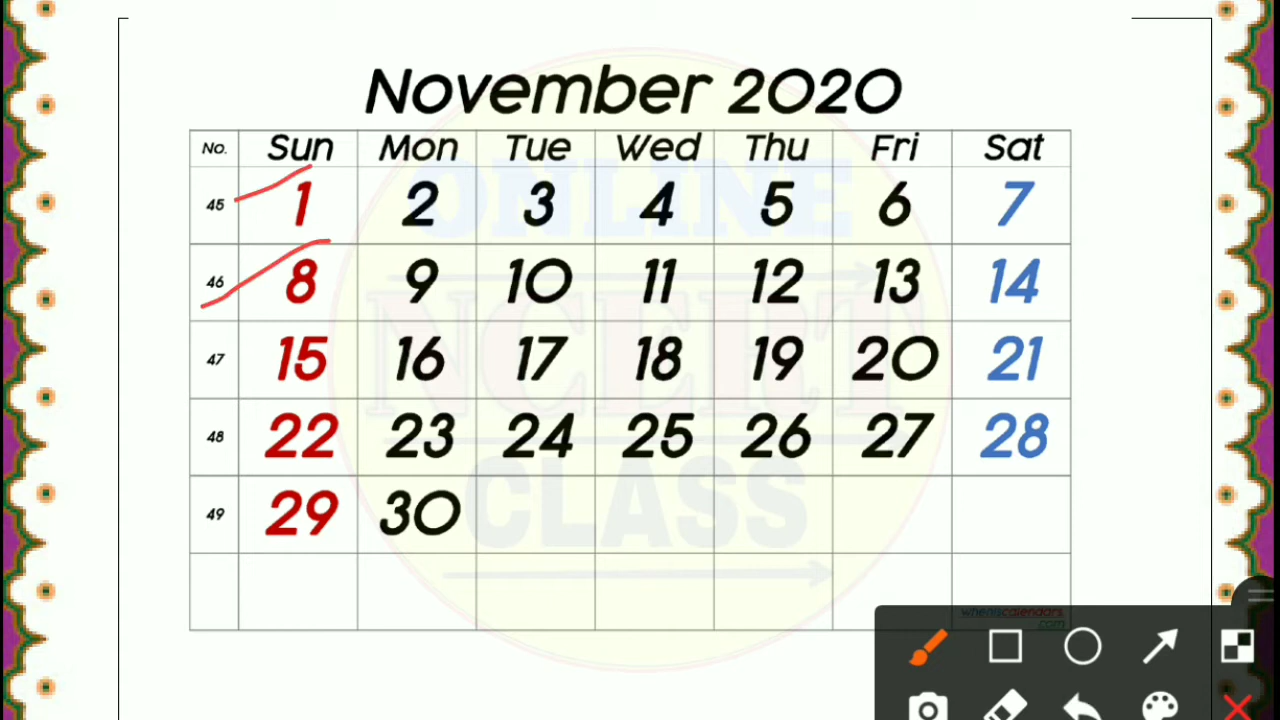 November 2020
No. Sun Mon Tue Wed Thu Fri Sat
45 1 2 3 4 5 6 7
46 8 9 10 11 12 13 14
47 15 16 17 18 19 20 21
48 22 23 24 25 26 27 28
49 29 30
ONLINE
NCERT
CLASS
wheniscalendars
.com